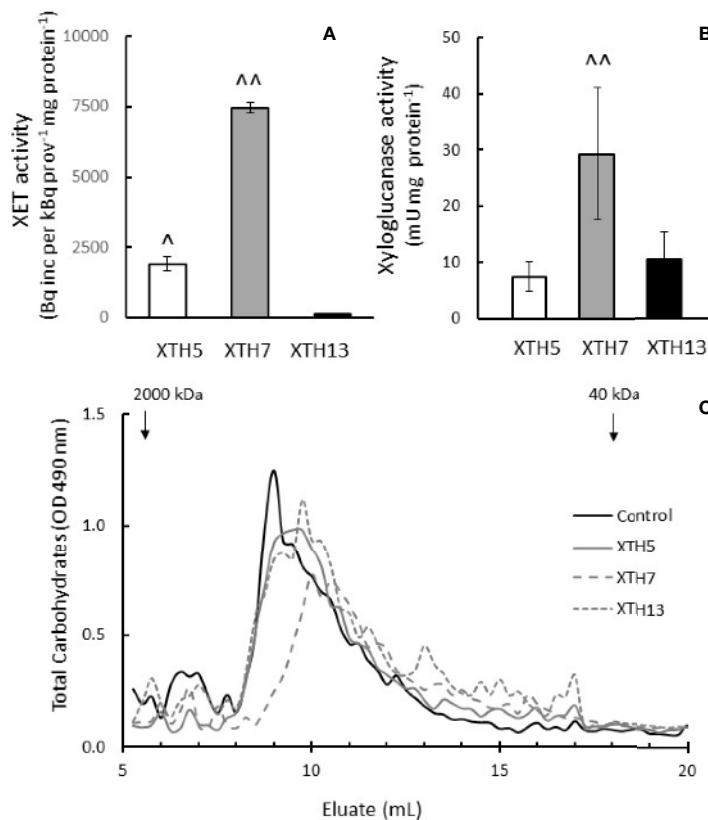 A
XET activity
(Bq inc per kBq prov⁻¹ mg protein⁻¹)
10000
7500
5000
2500
0
^
^^
XTH5
XTH7
XTH13
B
Xyloglucanase activity
(mU mg protein⁻¹)
50
40
30
20
10
0
^^
XTH5
XTH7
XTH13
C
2000 kDa
40 kDa
Total Carbohydrates (OD 490 nm)
1.5
1.0
0.5
0.0
Control
XTH5
XTH7
XTH13
5
10
15
20
Eluate (mL)